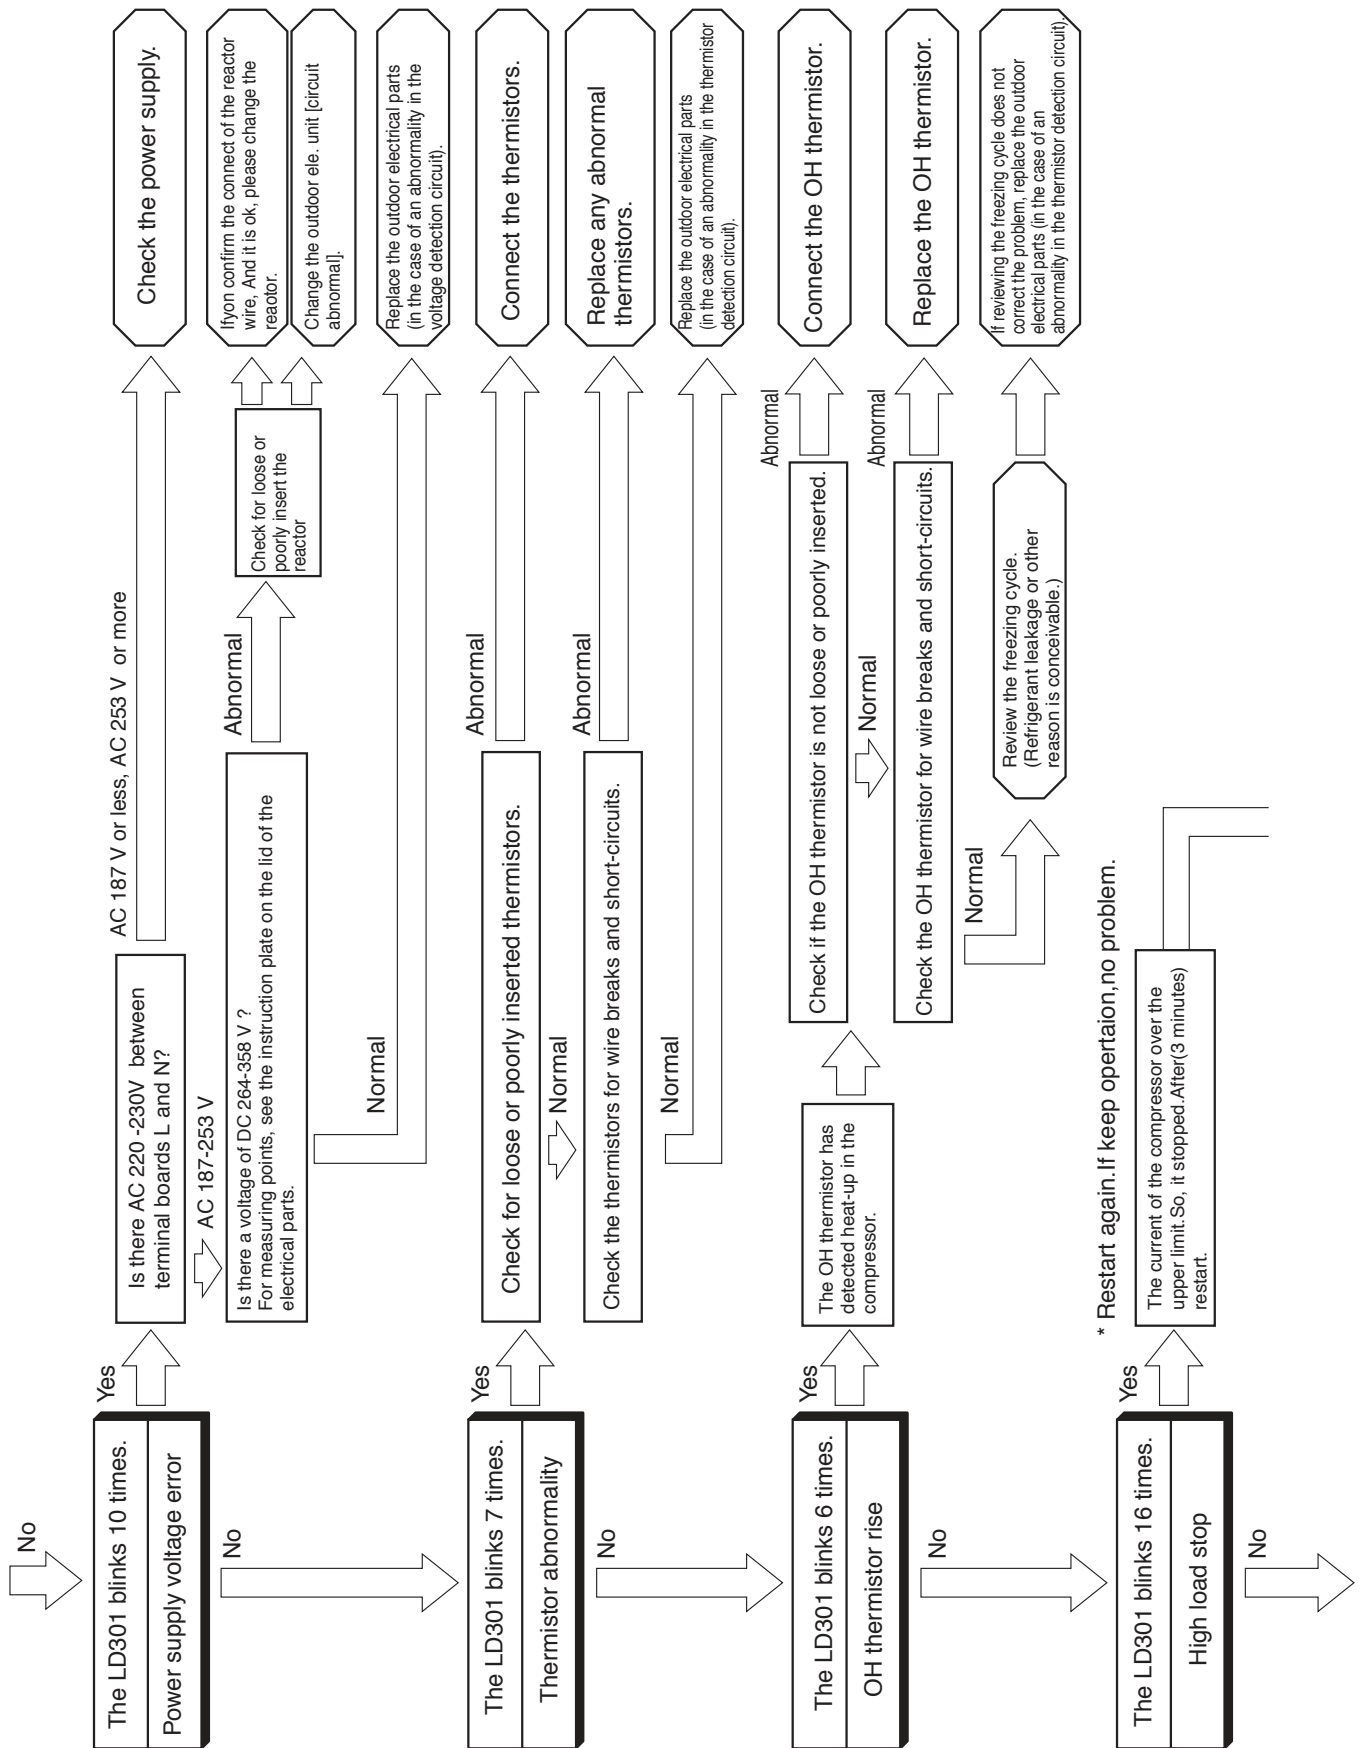 No
The LD301 blinks 10 times.
Power supply voltage error
Yes
Is there AC 220 -230V between
terminal boards L and N?
AC 187 V or less, AC 253 V or more
Check the power supply.
AC 187-253 V
Is there a voltage of DC 264-358 V ?
For measuring points, see the instruction plate on the lid of the
electrical parts.
Abnormal
Check for loose or
poorly insert the
reactor
Ifyon confirm the connect of the reactor
wire, And it is ok, please change the
reaotor.
Change the outdoor ele. unit [circuit
abnormal].
Normal
Replace the outdoor electrical parts
(in the case of an abnormality in the
voltage detection circuit).
No
The LD301 blinks 7 times.
Thermistor abnormality
Yes
Check for loose or poorly inserted thermistors.
Abnormal
Connect the thermistors.
Normal
Check the thermistors for wire breaks and short-circuits.
Abnormal
Replace any abnormal
thermistors.
Normal
Replace the outdoor electrical parts
(in the case of an abnormality in the thermistor
detection circuit).
No
The LD301 blinks 6 times.
OH thermistor rise
Yes
The OH thermistor has
detected heat-up in the
compressor.
Check if the OH thermistor is not loose or poorly inserted.
Abnormal
Connect the OH thermistor.
Normal
Check the OH thermistor for wire breaks and short-circuits.
Abnormal
Replace the OH thermistor.
Normal
Review the freezing cycle.
(Refrigerant leakage or other
reason is conceivable.)
If reviewing the freezing cycle does not
correct the problem, replace the outdoor
electrical parts (in the case of an
abnormality in the thermistor detection circuit).
No
The LD301 blinks 16 times.
High load stop
Yes
* Restart again.If keep opertaion,no problem.
The current of the compressor over the
upper limit.So, it stopped.After(3 minutes)
restart.
No